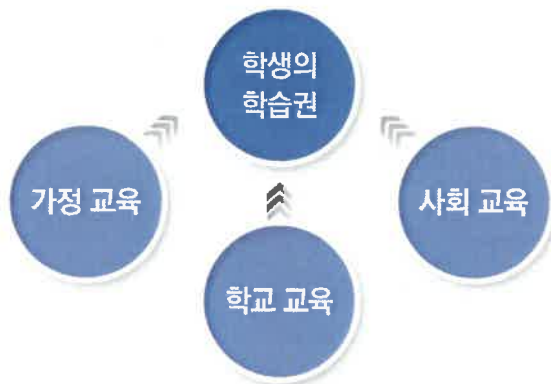 학생의
학습권
가정 교육
사회 교육
학교 교육